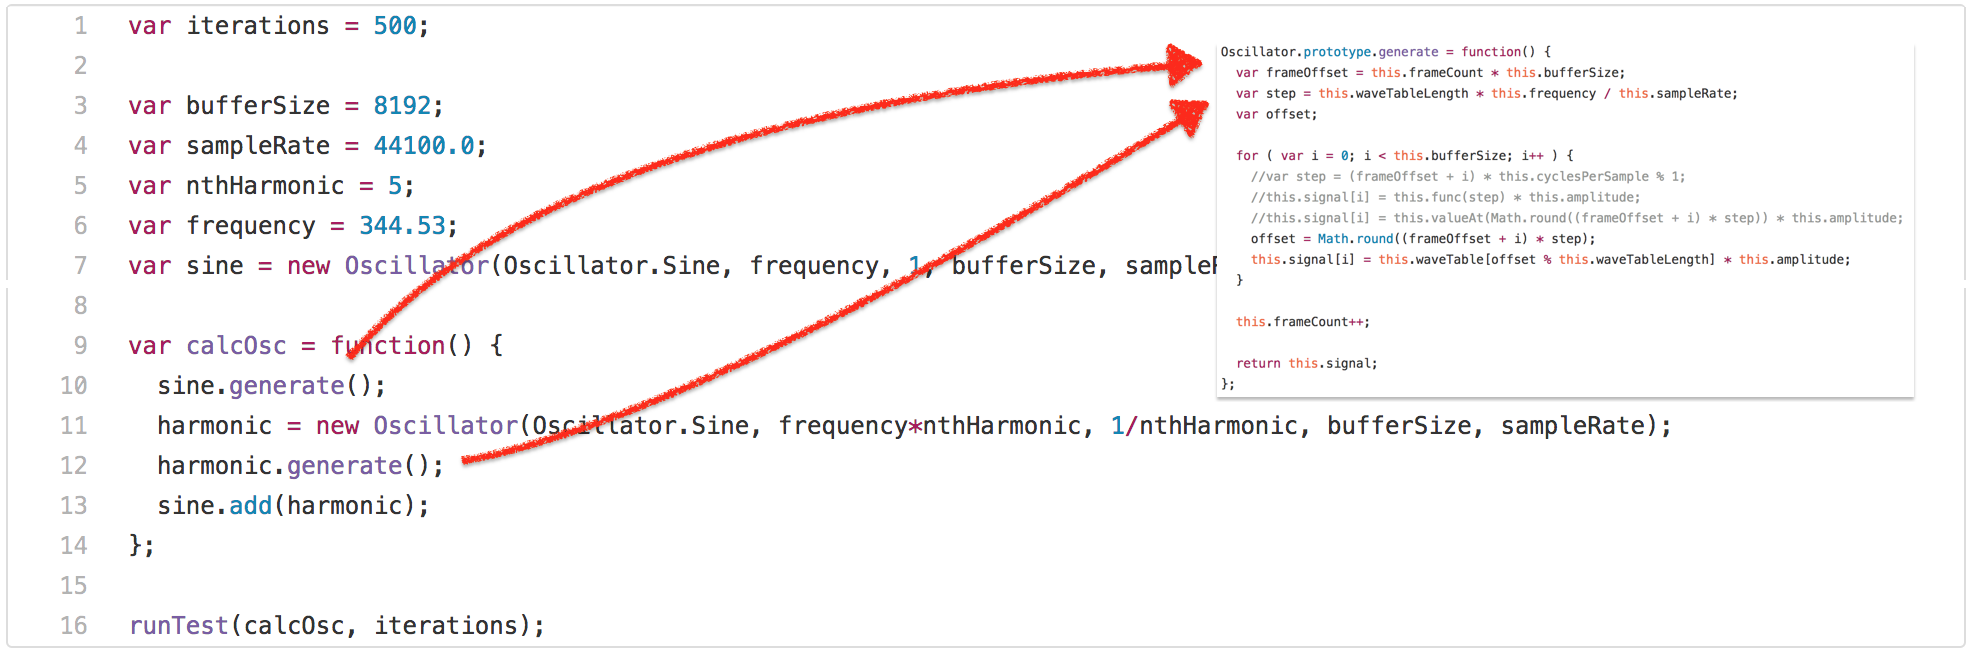 1 var iterations = 500;
2
3 var bufferSize = 8192;
4 var sampleRate = 44100.0;
5 var nthHarmonic = 5;
6 var frequency = 344.53;
7 var sine = new Oscillator(Oscillator.Sine, frequency, 1, bufferSize,
8
9 var calcOsc = function() {
10 sine.generate();
11 harmonic = new Oscillator(Oscillator.Sine, frequency*nthHarmonic, 1/nthHarmonic, bufferSize, sampleRate);
12 harmonic.generate();
13 sine.add(harmonic);
14 };
15
16 runTest(calcOsc, iterations);
Oscillator.prototype.generate = function() {
var frameOffset = this.frameCount * this.bufferSize;
var step = this.waveTableLength * this.frequency / this.sampleRate;
var offset;
for ( var i = 0; i < this.bufferSize; i++ ) {
//var step = (frameOffset + i) * this.cyclesPerSample % 1;
//this.signal[i] = this.func(step) * this.amplitude;
//this.signal[i] = this.valueAt(Math.round((frameOffset + i) * step)) * this.amplitude;
offset = Math.round((frameOffset + i) * step);
this.signal[i] = this.waveTable[offset % this.waveTableLength] * this.amplitude;
}
this.frameCount++;
return this.signal;
};